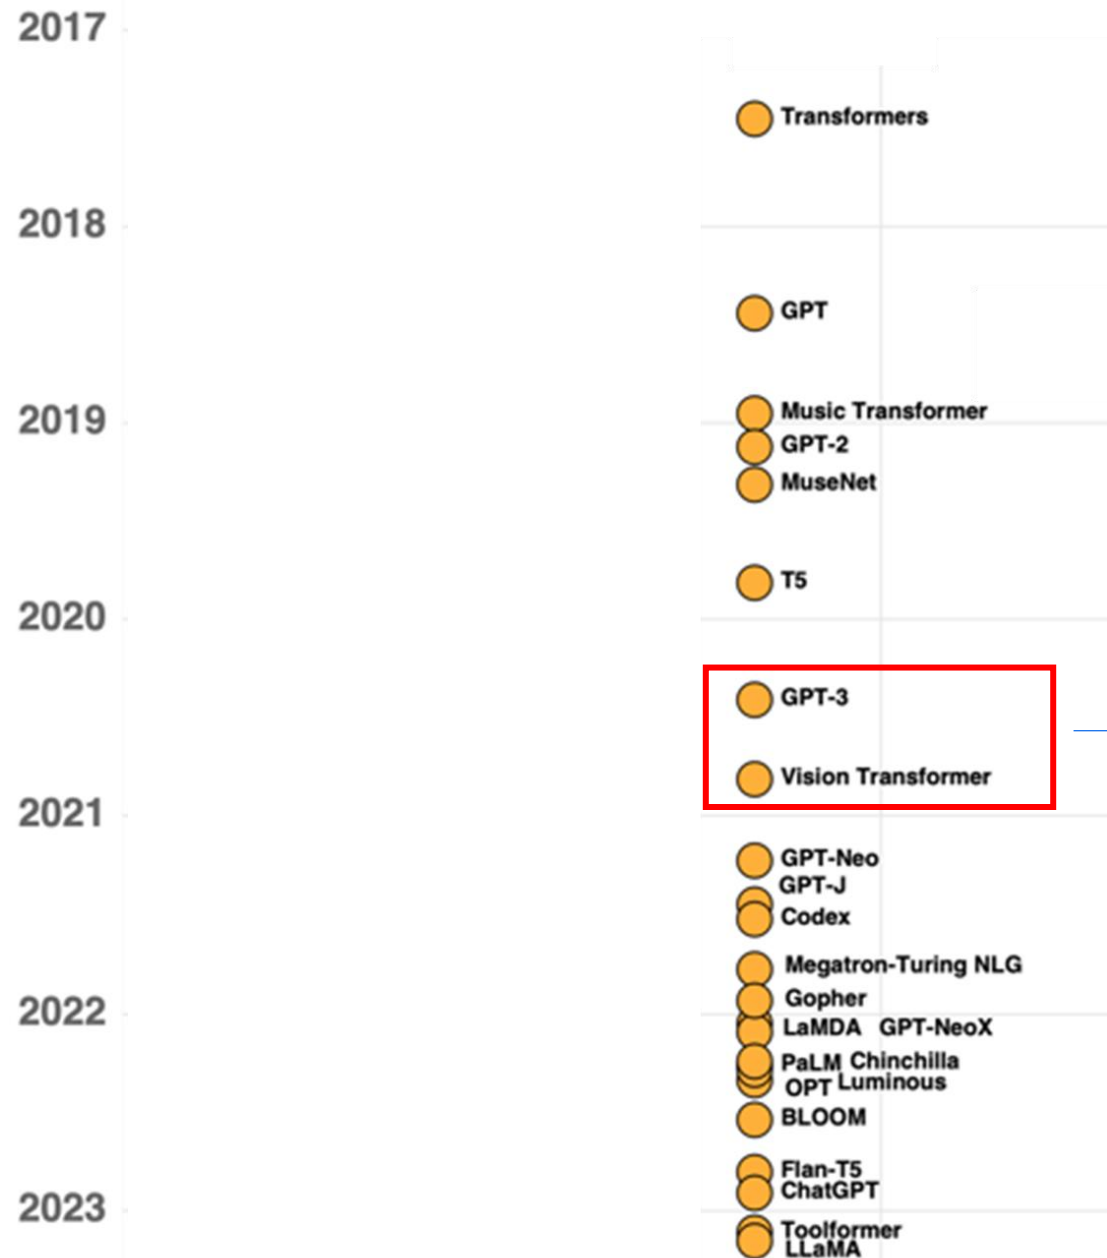 2017
Transformers
2018
GPT
Music Transformer
2019
GPT-2
MuseNet
T5
2020
GPT-3
Vision Transformer
2021
GPT-Neo
GPT-J
Codex
Megatron-Turing NLG
Gopher
2022
LaMDA GPT-NeoX
PaLM Chinchilla
OPT Luminous
BLOOM
Flan-T5
ChatGPT
2023
Toolformer
LLaMA